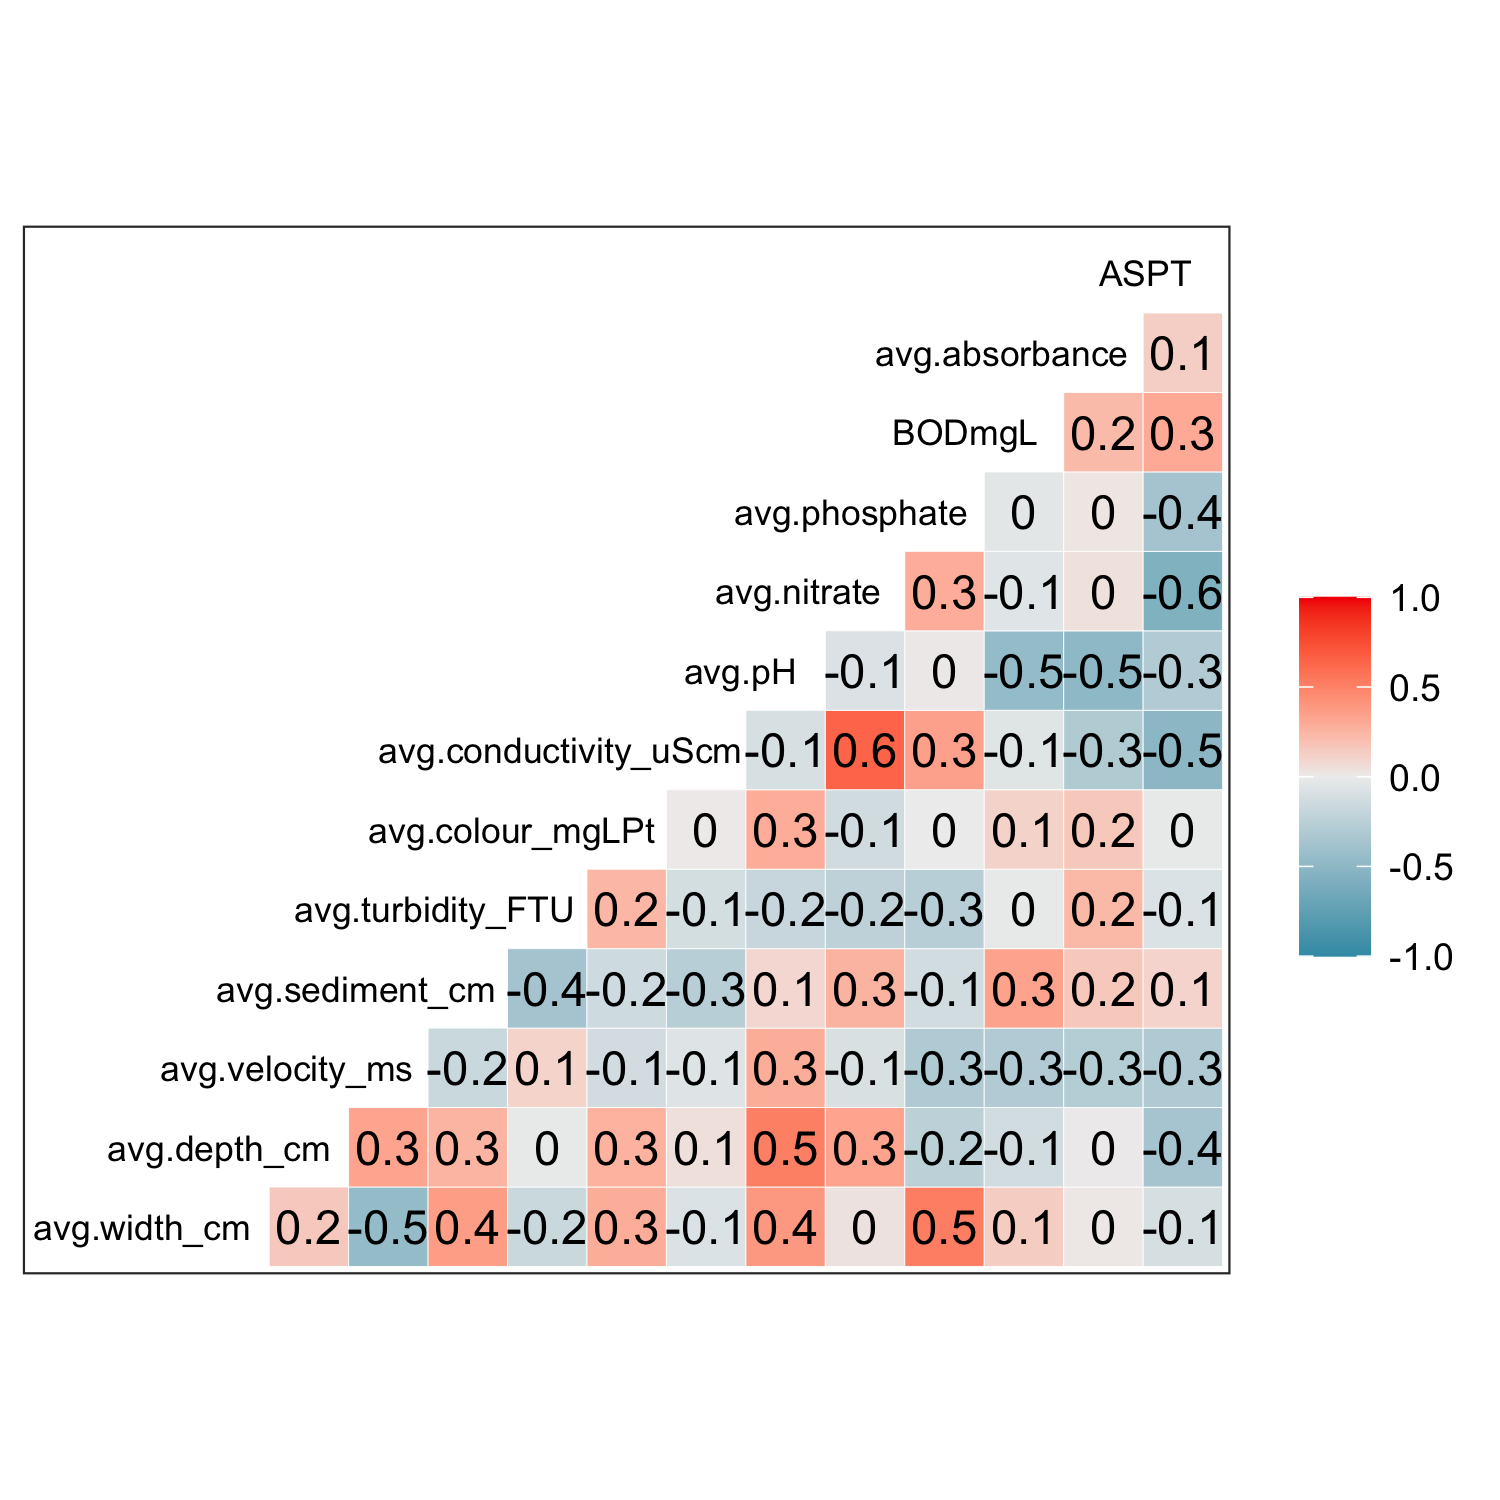 ASPT
avg.absorbance 0.1
BODmgL 0.2 0.3
avg.phosphate 0 0 -0.4
avg.nitrate 0.3 -0.1 0 -0.6
avg.pH -0.1 0 -0.5 -0.5 -0.3
avg.conductivity_uScm -0.1 0.6 0.3 -0.1 -0.3 -0.5
avg.colour_mgLPt 0 0.3 -0.1 0 0.1 0.2 0
avg.turbidity_FTU 0.2 -0.1 -0.2 -0.2 -0.3 0 0.2 -0.1
avg.sediment_cm -0.4 -0.2 -0.3 0.1 0.3 -0.1 0.3 0.2 0.1
avg.velocity_ms -0.2 0.1 -0.1 -0.1 0.3 -0.1 -0.3 -0.3 -0.3 -0.3
avg.depth_cm 0.3 0.3 0 0.3 0.1 0.5 0.3 -0.2 -0.1 0 -0.4
avg.width_cm 0.2 -0.5 0.4 -0.2 0.3 -0.1 0.4 0 0.5 0.1 0 -0.1
1.0
0.5
0.0
-0.5
-1.0